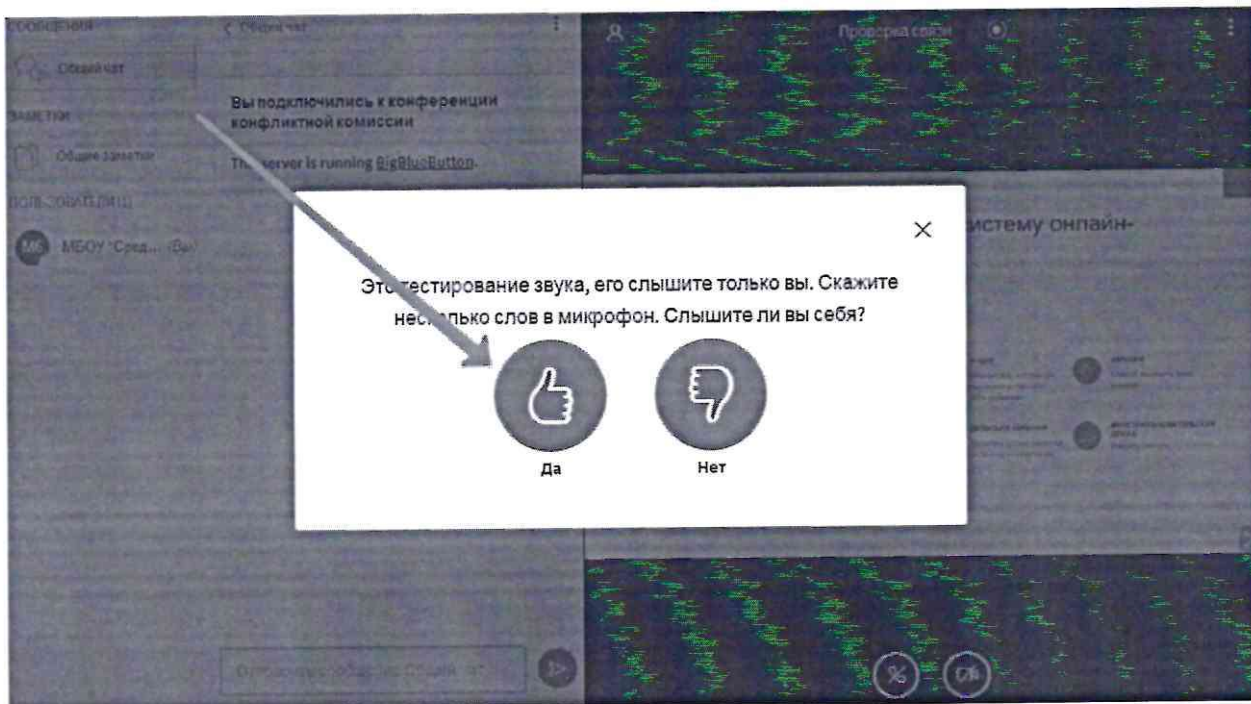 СООБЩЕНИЯ
Общий чат
ЗАМЕТКИ
Общие заметки
МБ МБОУ "Сред... (Вы)
Общий чат
Вы подключились к конференции
конфликтной комиссии
The server is running BigBlueButton.
Проверка связи
истему онлайн-
Это тестирование звука, его слышите только вы. Скажите
несколько слов в микрофон. Слышите ли вы себя?
Да
Нет